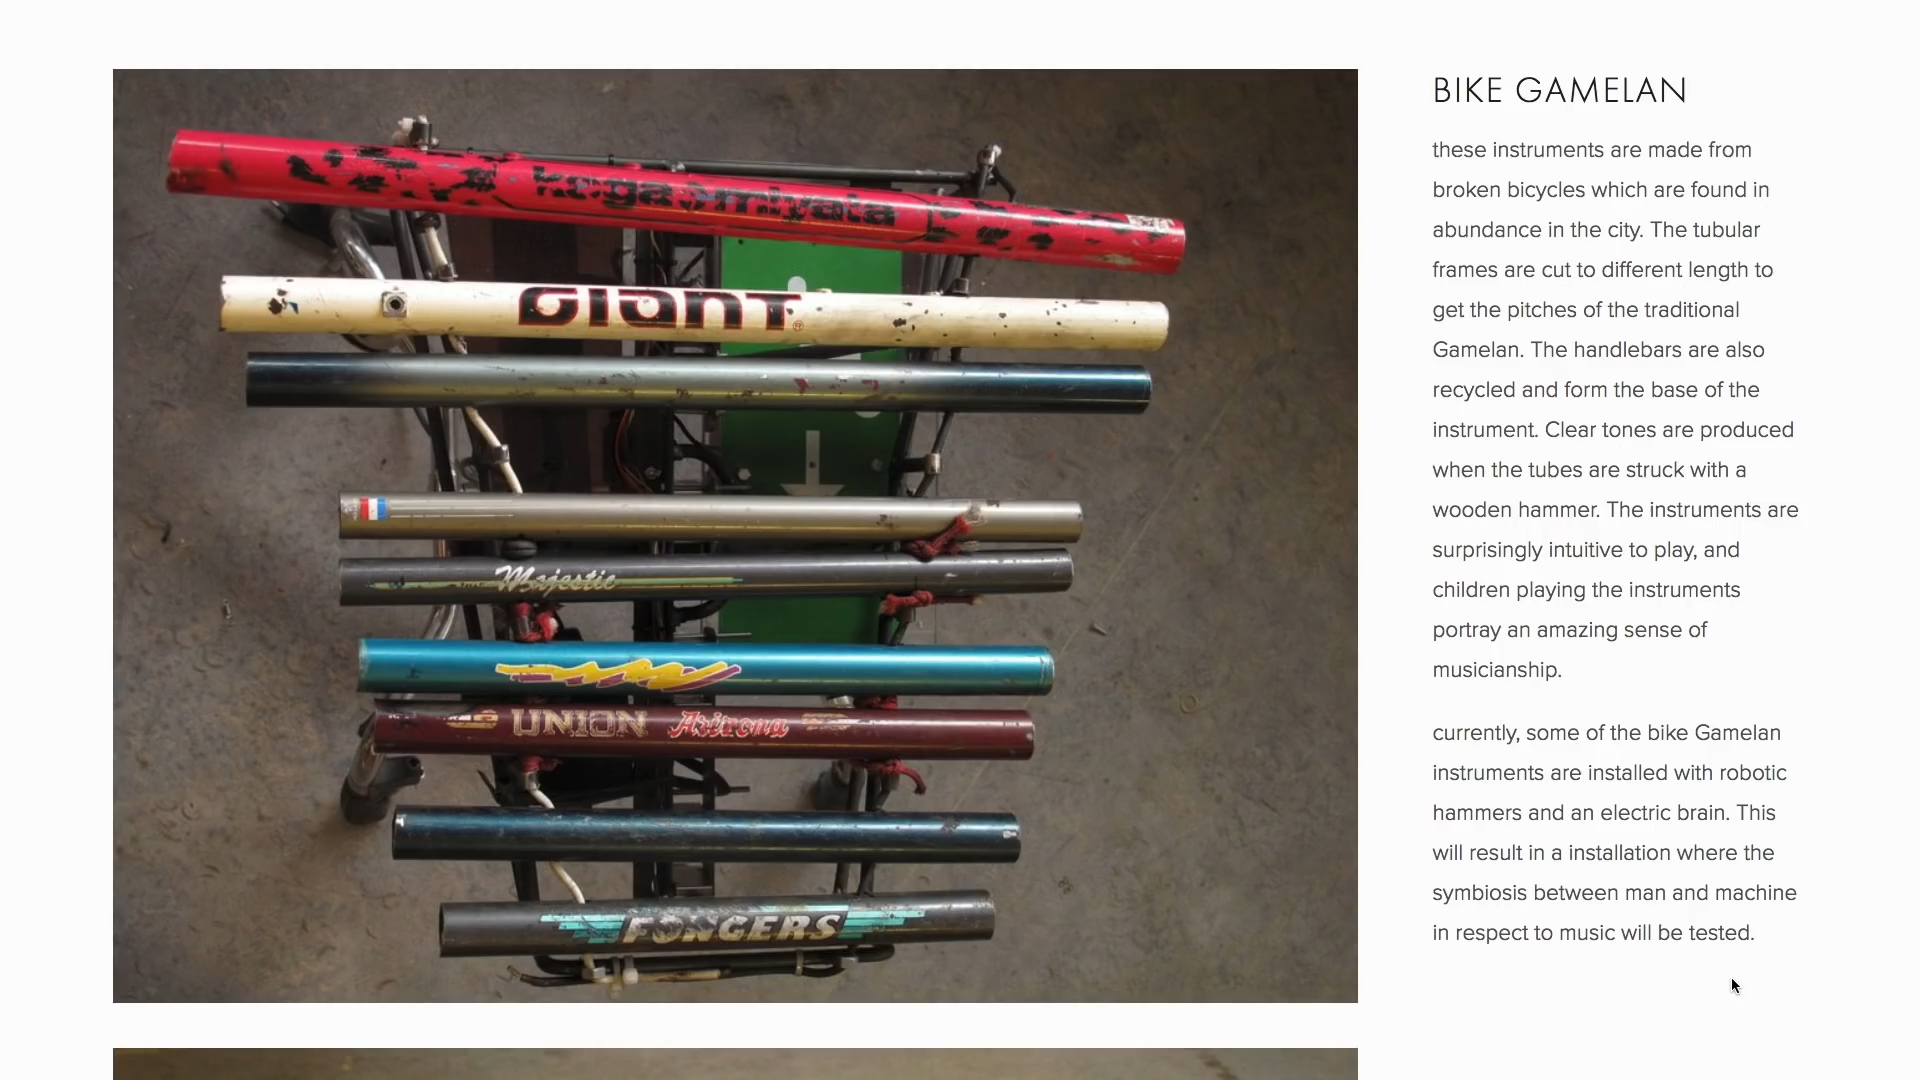 BIKE GAMELAN
these instruments are made from
broken bicycles which are found in
abundance in the city. The tubular
frames are cut to different length to
get the pitches of the traditional
Gamelan. The handlebars are also
recycled and form the base of the
instrument. Clear tones are produced
when the tubes are struck with a
wooden hammer. The instruments are
surprisingly intuitive to play, and
children playing the instruments
portray an amazing sense of
musicianship.
currently, some of the bike Gamelan
instruments are installed with robotic
hammers and an electric brain. This
will result in a installation where the
symbiosis between man and machine
in respect to music will be tested.
koga miyata
GIANT ®
Majestic
UNION Arizona
FONGERS